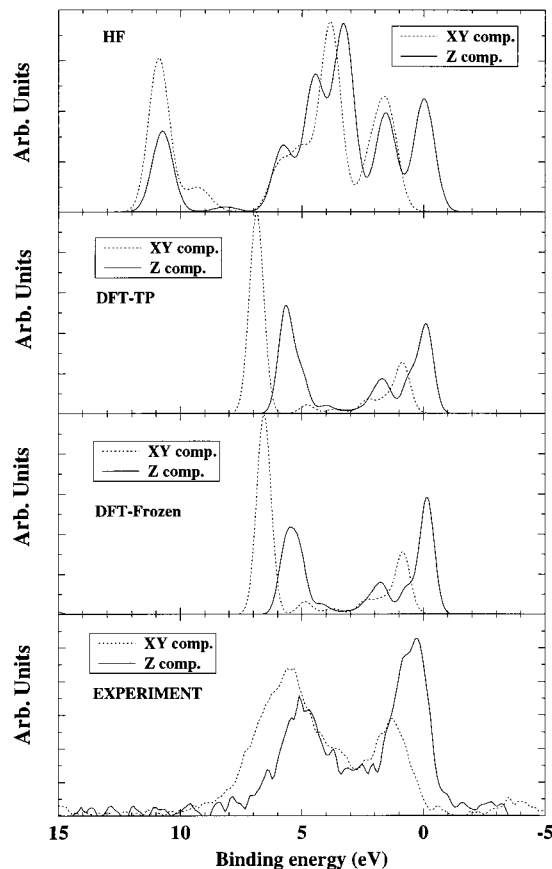 HF
XY comp.
Z comp.
Arb. Units
XY comp.
Z comp.
DFT-TP
Arb. Units
XY comp.
Z comp.
DFT-Frozen
Arb. Units
XY comp.
Z comp.
EXPERIMENT
Arb. Units
15 10 5 0 -5
Binding energy (eV)